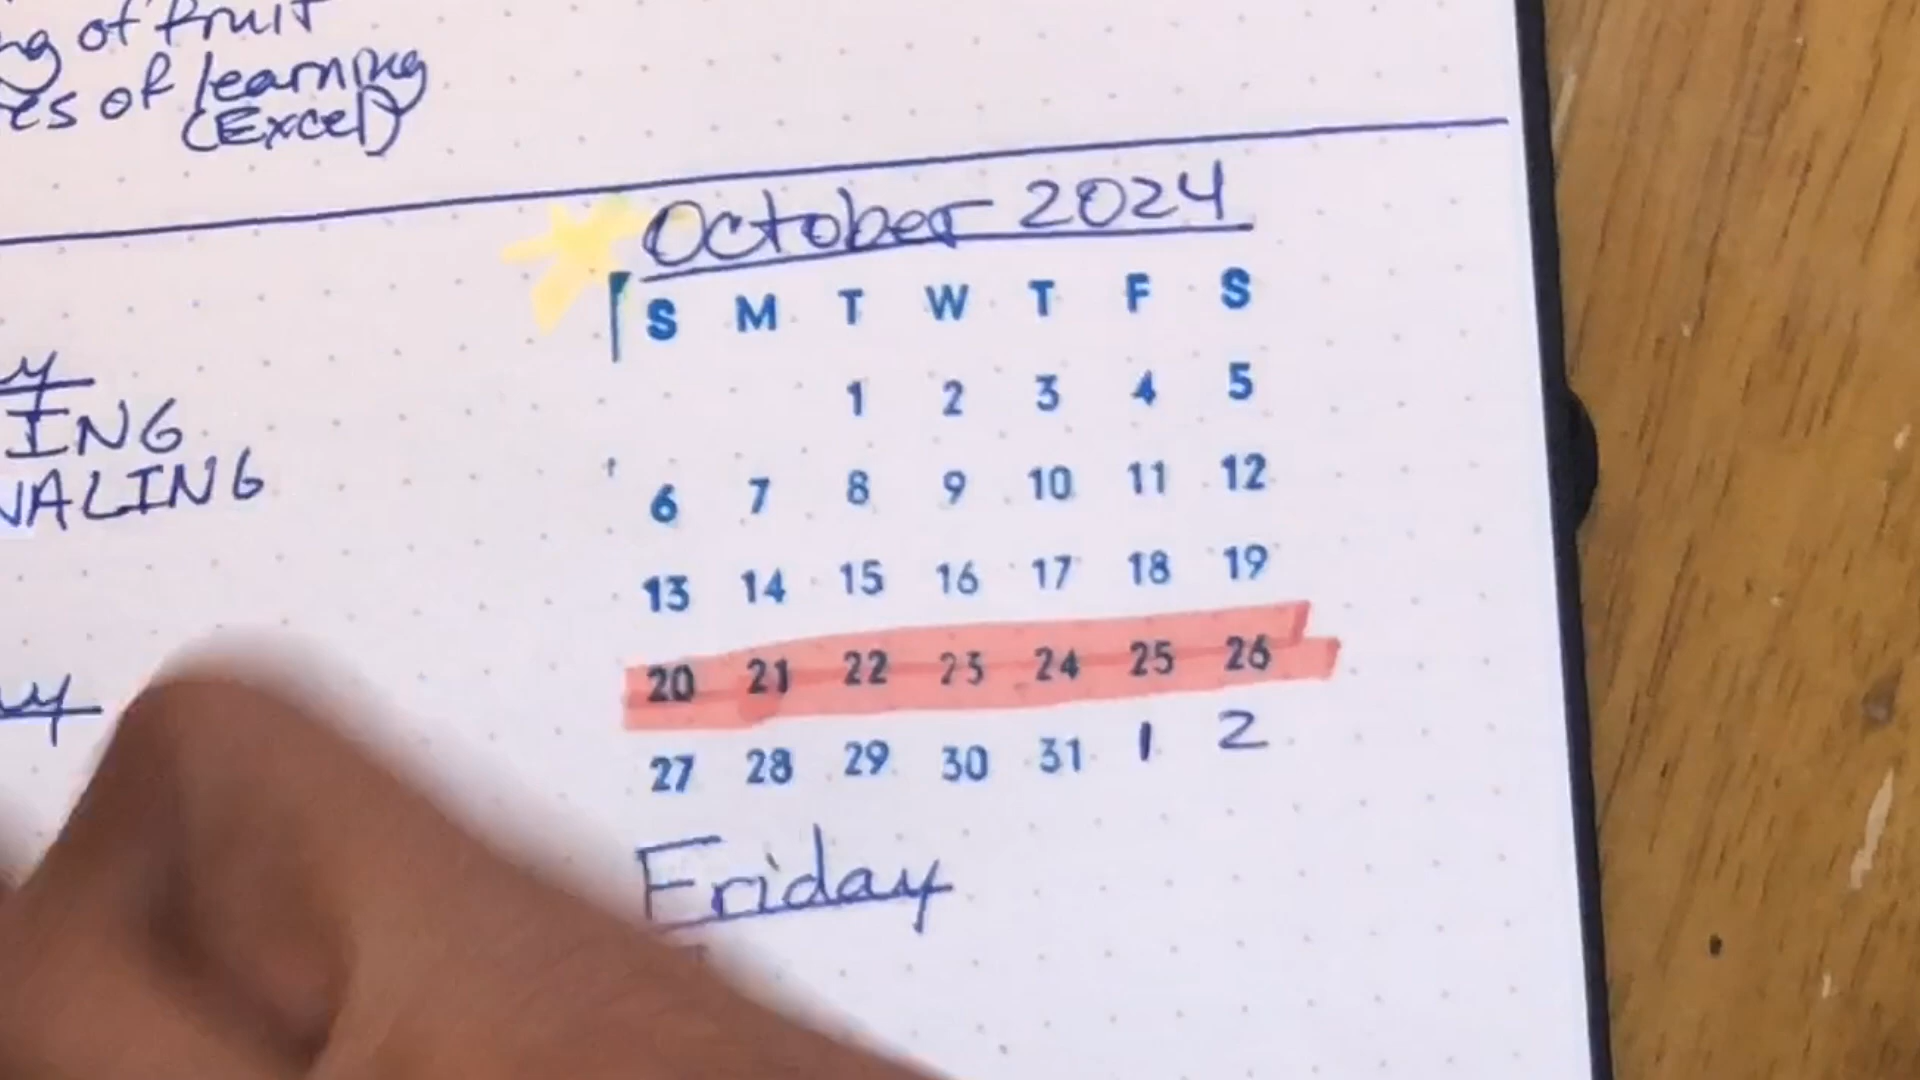 of fruit
of learning
(Excel)
October 2024
S M T W T F S
1 2 3 4 5
6 7 8 9 10 11 12
13 14 15 16 17 18 19
20 21 22 23 24 25 26
27 28 29 30 31 1 2
Friday